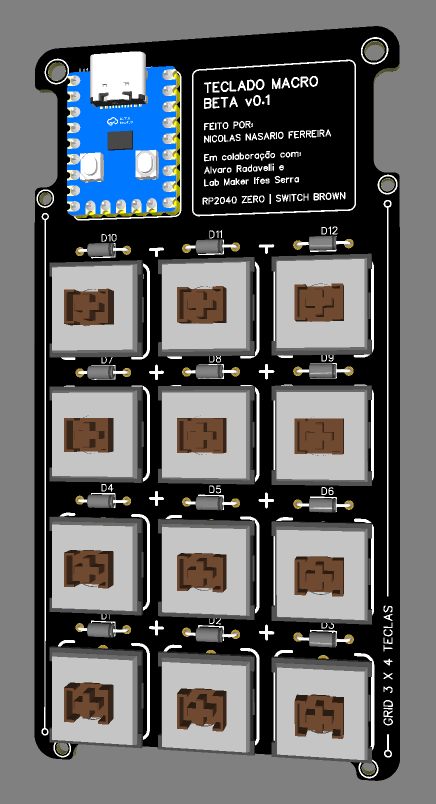 TECLADO MACRO
BETA v0.1
FEITO POR:
NICOLAS NASARIO FERREIRA
Em colaboração com:
Alvaro Radavelli e
Lab Maker Ifes Serra
RP2040 ZERO | SWITCH BROWN
D10 D11 D12
D7 D8 D9
D4 D5 D6
D1 D2 D3
GRID 3 X 4 TECLAS